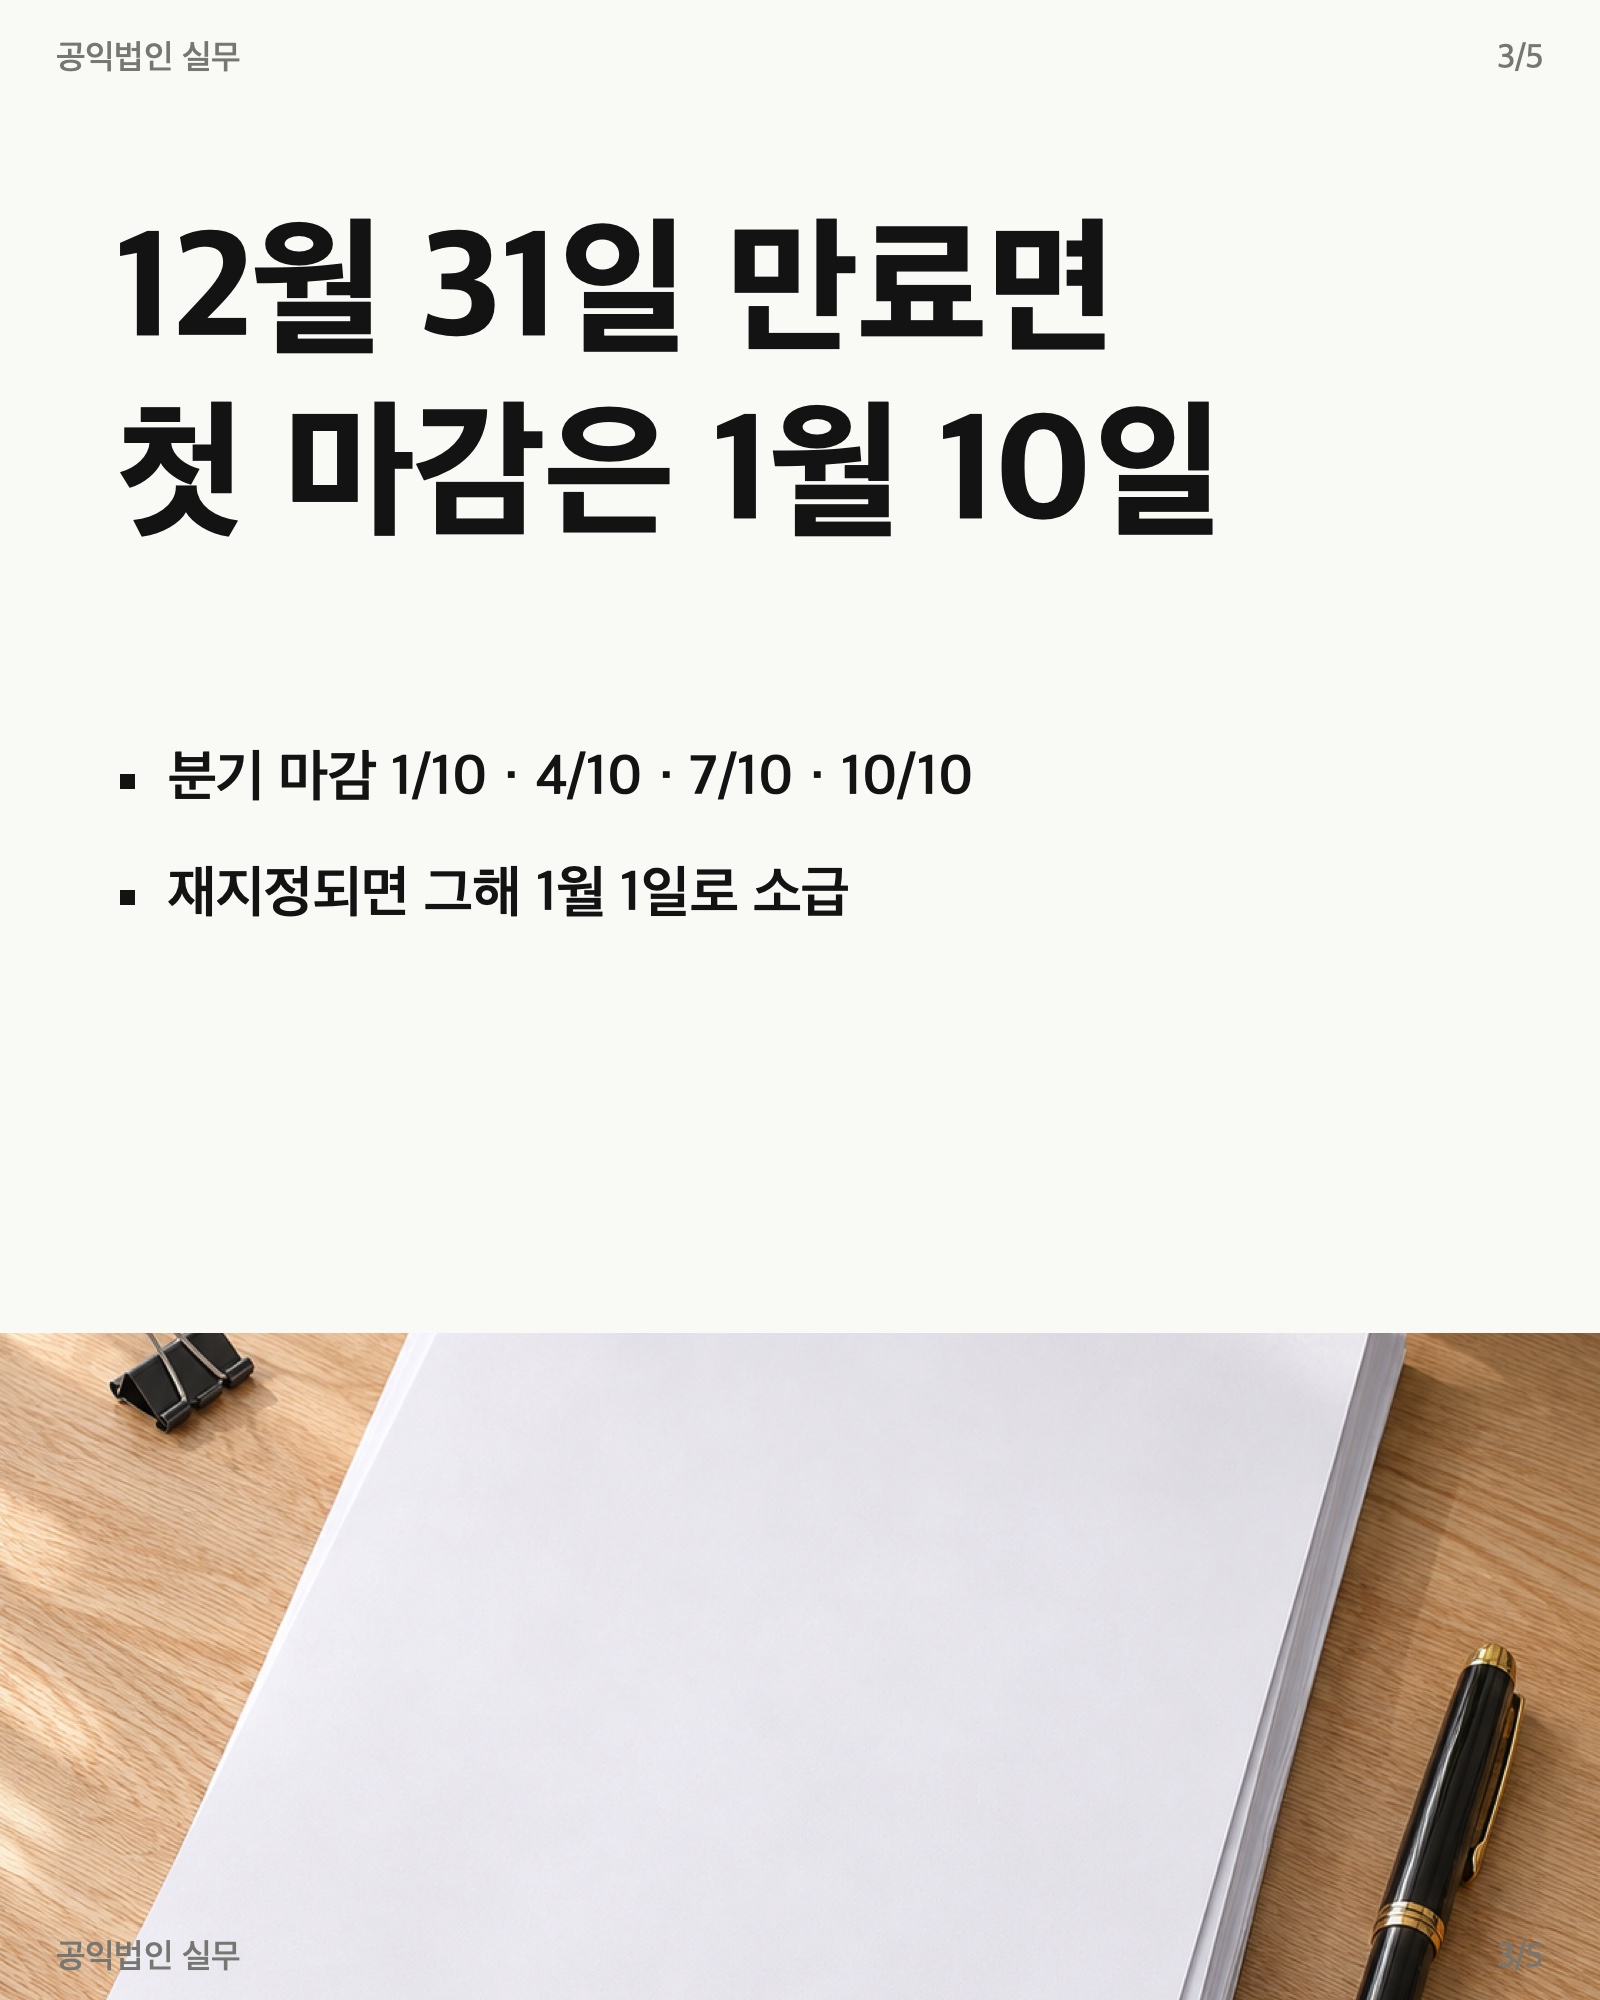 공익법인 실무
3/5
12월 31일 만료면
첫 마감은 1월 10일
▪ 분기 마감 1/10 · 4/10 · 7/10 · 10/10
▪ 재지정되면 그해 1월 1일로 소급
공익법인 실무
3/5